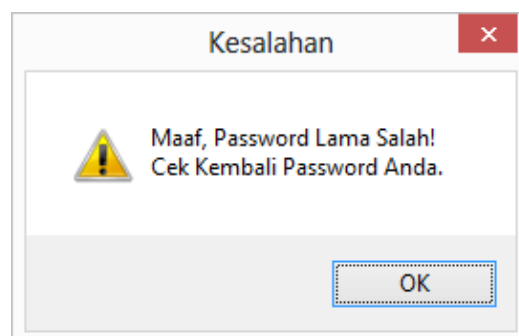 Kesalahan
Maaf, Password Lama Salah!
Cek Kembali Password Anda.
OK